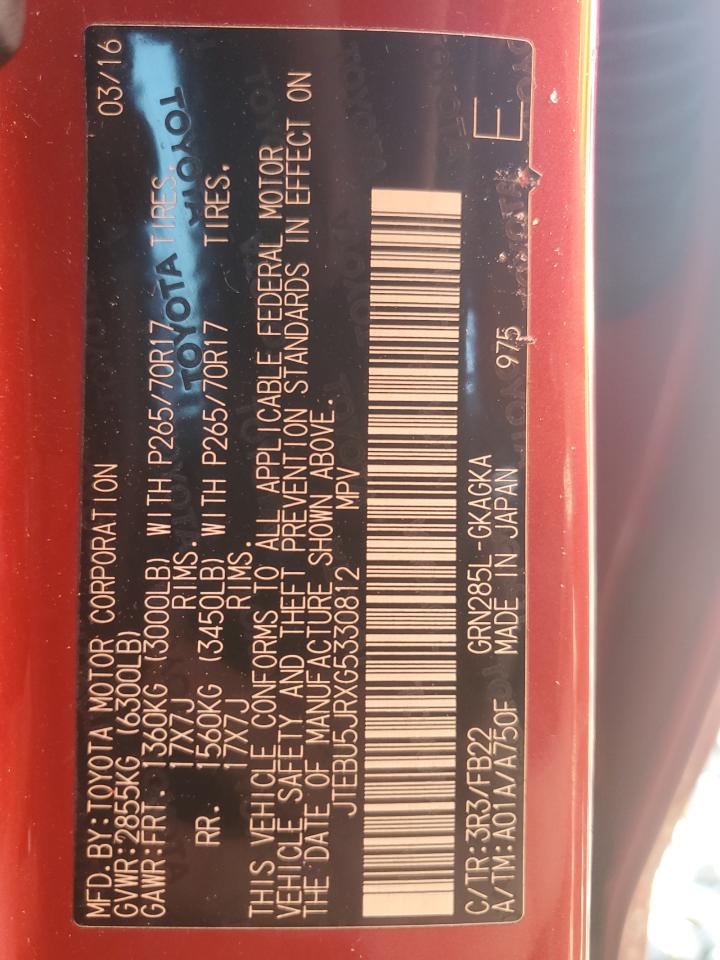 MFD.BY:TOYOTA MOTOR CORPORATION 03/16
GVWR:2855KG (6300LB)
GAWR:FRT. 1360KG (3000LB) WITH P265/70R17 TIRES,
17X7J RIMS.
RR. 1560KG (3450LB) WITH P265/70R17 TIRES,
17X7J RIMS.
THIS VEHICLE CONFORMS TO ALL APPLICABLE FEDERAL MOTOR
VEHICLE SAFETY AND THEFT PREVENTION STANDARDS IN EFFECT ON
THE DATE OF MANUFACTURE SHOWN ABOVE.
JTEBU5JRXG5330812 MPV
C/TR:3R3/FB22 GRN285L-GKAGKA
A/TM:A01A/A750F MADE IN JAPAN 975 E
TOYOTA
TOYOTA